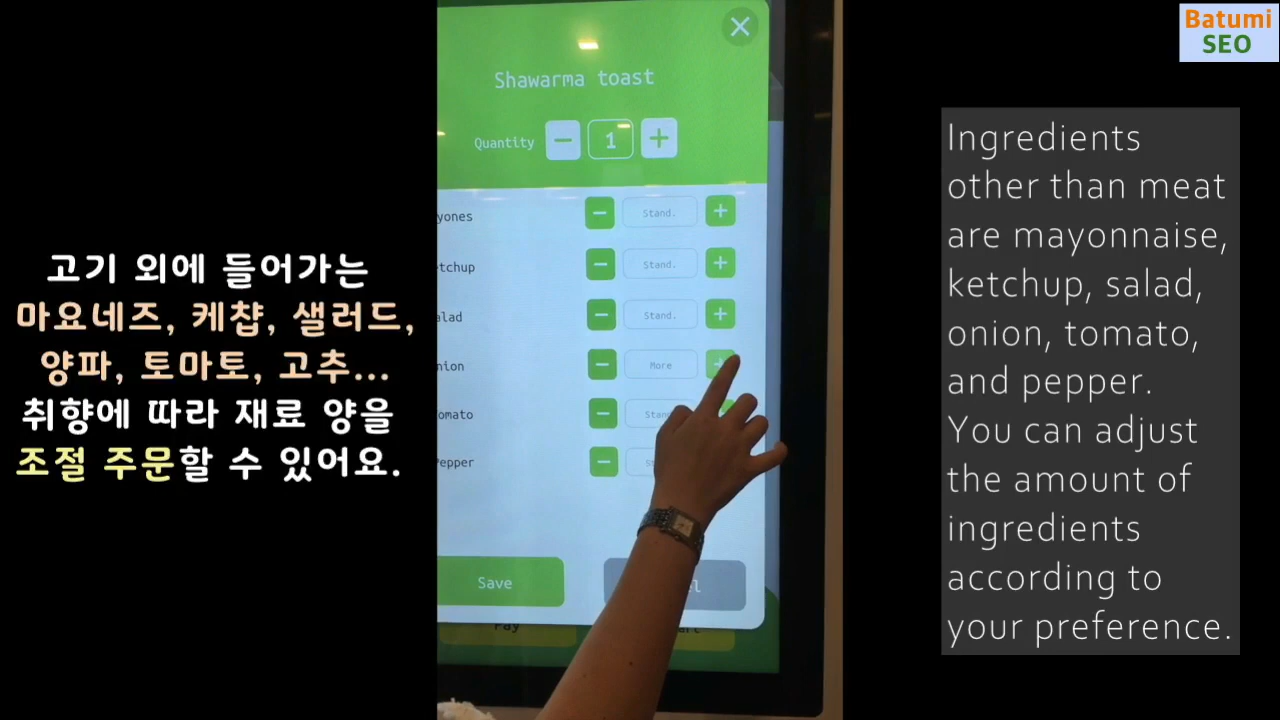 Batumi
SEO
고기 외에 들어가는
마요네즈, 케챱, 샐러드,
양파, 토마토, 고추...
취향에 따라 재료 양을
조절 주문할 수 있어요.
Shawarma toast
Quantity − 1 +
yones − Stand. +
tchup − Stand. +
alad − Stand. +
nion − More +
omato −
epper −
Save
Pay
Ingredients
other than meat
are mayonnaise,
ketchup, salad,
onion, tomato,
and pepper.
You can adjust
the amount of
ingredients
according to
your preference.